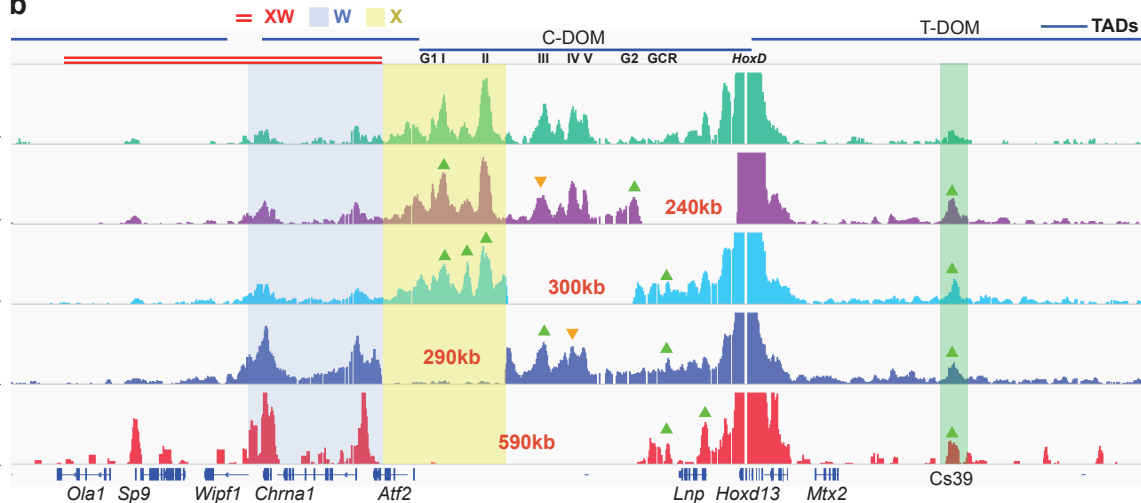 b
= XW W X
C-DOM T-DOM TADs
G1 I II III IV V G2 GCR HoxD
240kb
300kb
290kb
590kb
Ola1 Sp9 Wipf1 Chrna1 Atf2 Lnp Hoxd13 Mtx2 Cs39